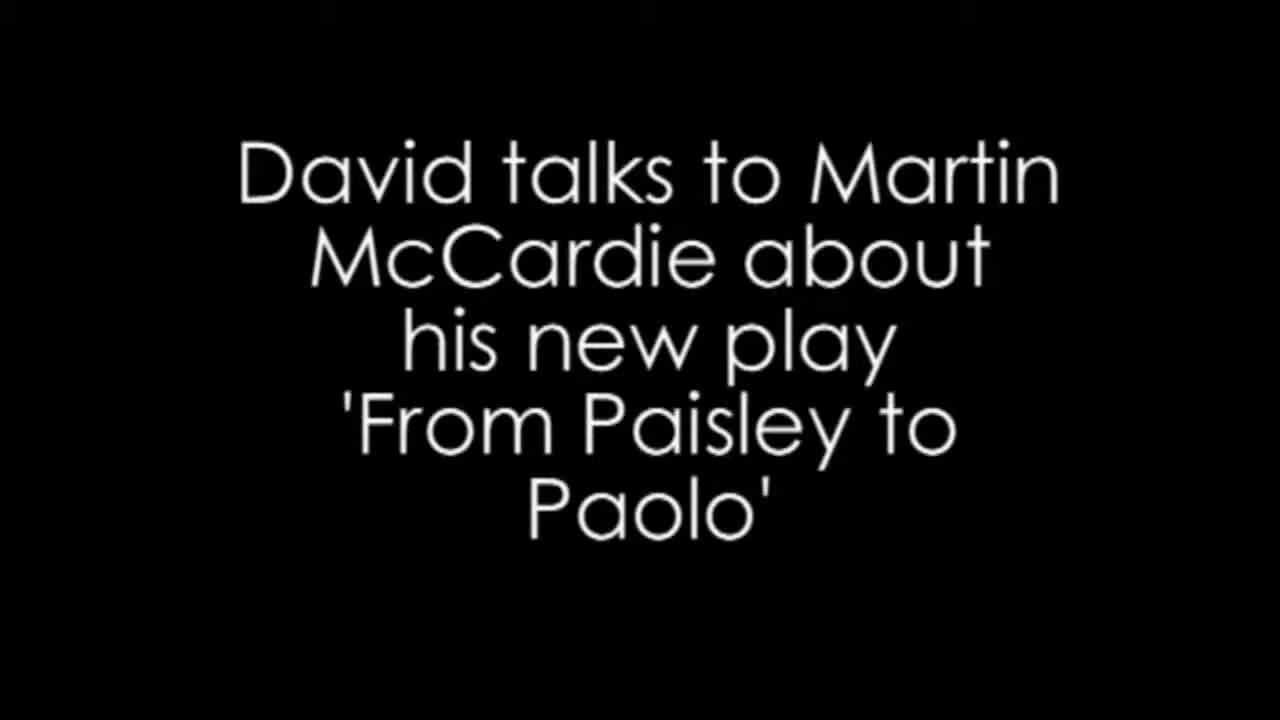 David talks to Martin
McCardie about
his new play
'From Paisley to
Paolo'